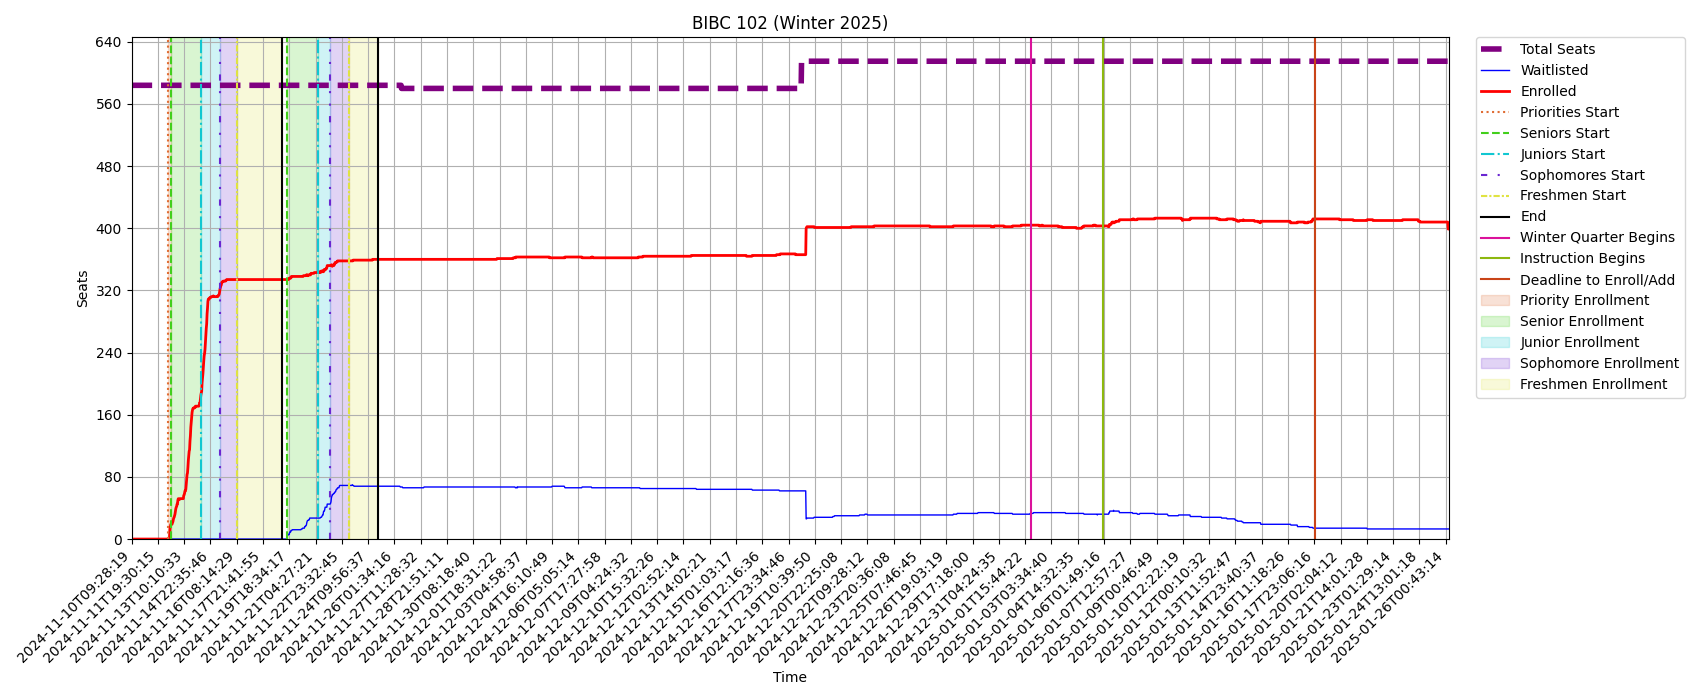 BIBC 102 (Winter 2025)
640
560
480
400
320
240
160
80
0
Seats
2024-11-10T09:28:19
2024-11-11T19:30:15
2024-11-13T10:10:33
2024-11-14T22:35:46
2024-11-16T08:14:29
2024-11-17T21:41:55
2024-11-19T18:34:17
2024-11-21T04:27:21
2024-11-22T23:32:45
2024-11-24T09:56:37
2024-11-26T01:34:16
2024-11-27T11:28:32
2024-11-28T21:51:11
2024-11-30T08:18:40
2024-12-01T18:31:22
2024-12-03T04:58:37
2024-12-04T16:10:49
2024-12-06T05:05:14
2024-12-07T17:27:58
2024-12-09T04:24:32
2024-12-10T15:32:26
2024-12-12T02:52:14
2024-12-13T14:02:21
2024-12-15T01:03:17
2024-12-16T12:16:36
2024-12-17T23:34:46
2024-12-19T10:39:50
2024-12-20T22:25:08
2024-12-22T09:28:12
2024-12-23T20:36:08
2024-12-25T07:46:45
2024-12-26T19:03:19
2024-12-29T17:18:00
2024-12-31T04:24:35
2025-01-01T15:44:22
2025-01-03T03:34:40
2025-01-04T14:32:35
2025-01-06T01:49:16
2025-01-07T12:57:27
2025-01-09T00:46:49
2025-01-10T12:22:19
2025-01-12T00:10:32
2025-01-13T11:52:47
2025-01-14T23:40:37
2025-01-16T11:18:26
2025-01-17T23:06:16
2025-01-20T02:04:12
2025-01-21T14:01:28
2025-01-23T01:29:14
2025-01-24T13:01:18
2025-01-26T00:43:14
Time
Total Seats
Waitlisted
Enrolled
Priorities Start
Seniors Start
Juniors Start
Sophomores Start
Freshmen Start
End
Winter Quarter Begins
Instruction Begins
Deadline to Enroll/Add
Priority Enrollment
Senior Enrollment
Junior Enrollment
Sophomore Enrollment
Freshmen Enrollment